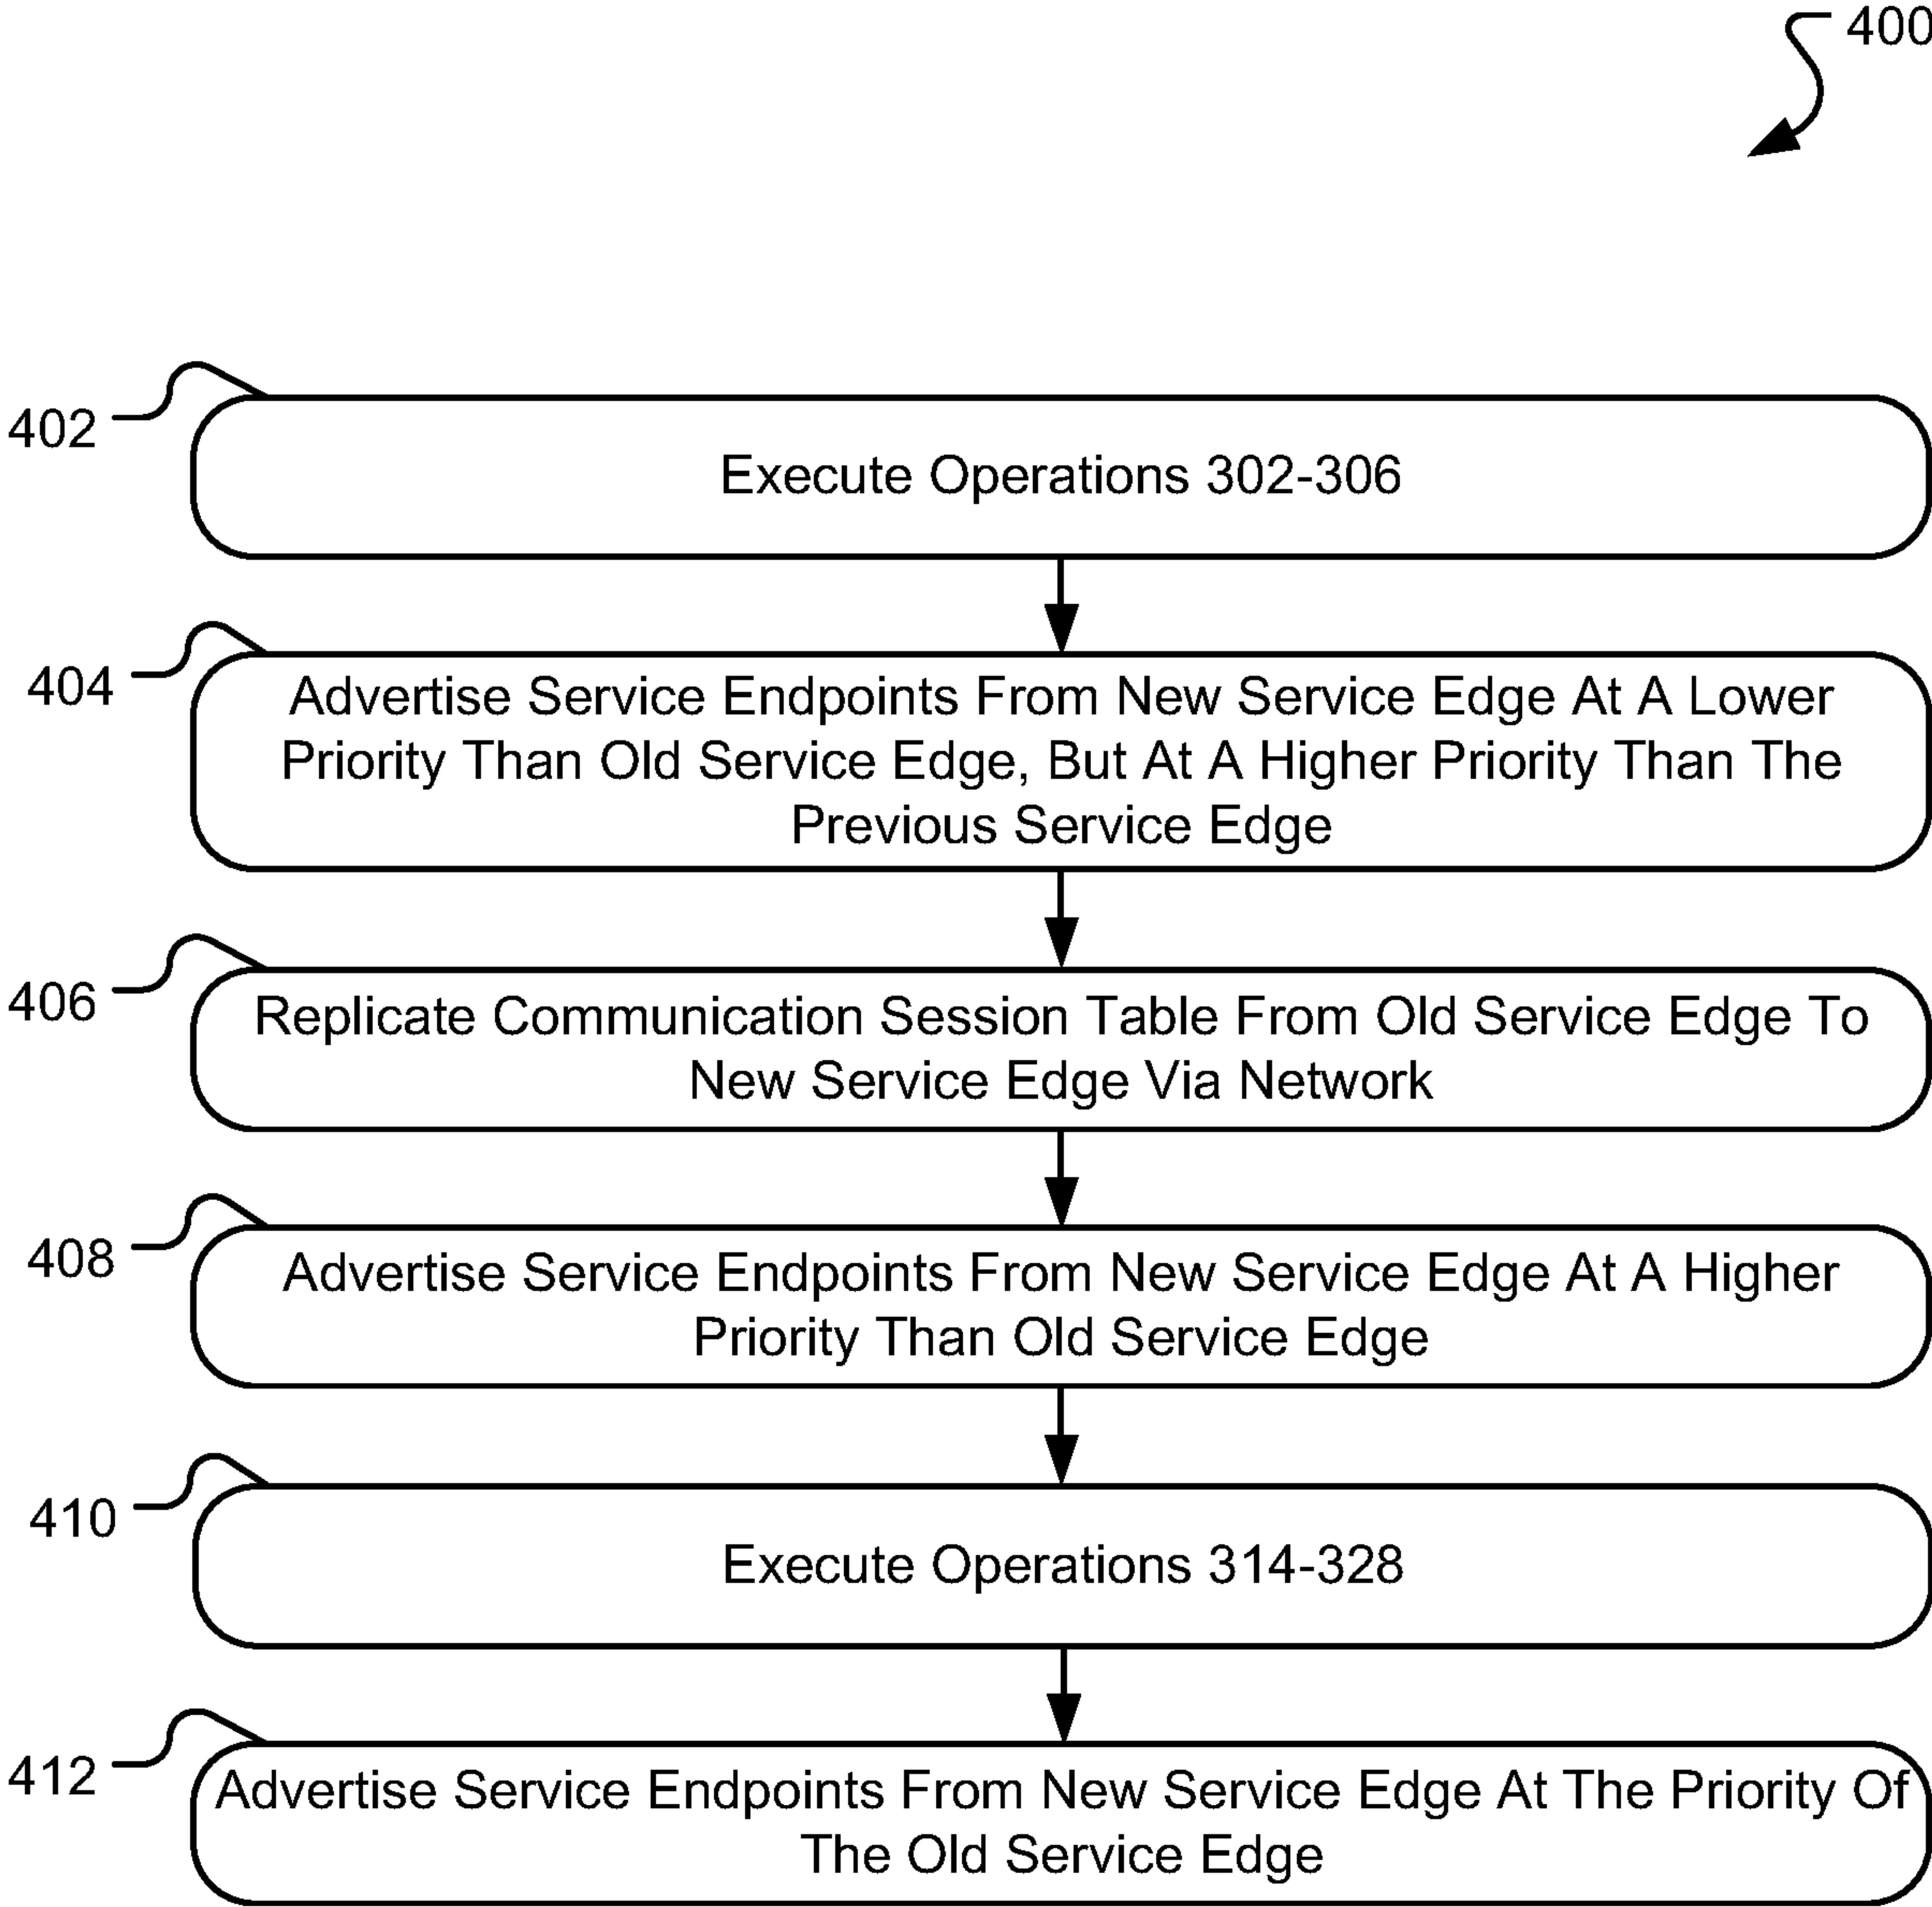 400
402
Execute Operations 302-306
404
Advertise Service Endpoints From New Service Edge At A Lower
Priority Than Old Service Edge, But At A Higher Priority Than The
Previous Service Edge
406
Replicate Communication Session Table From Old Service Edge To
New Service Edge Via Network
408
Advertise Service Endpoints From New Service Edge At A Higher
Priority Than Old Service Edge
410
Execute Operations 314-328
412
Advertise Service Endpoints From New Service Edge At The Priority Of
The Old Service Edge